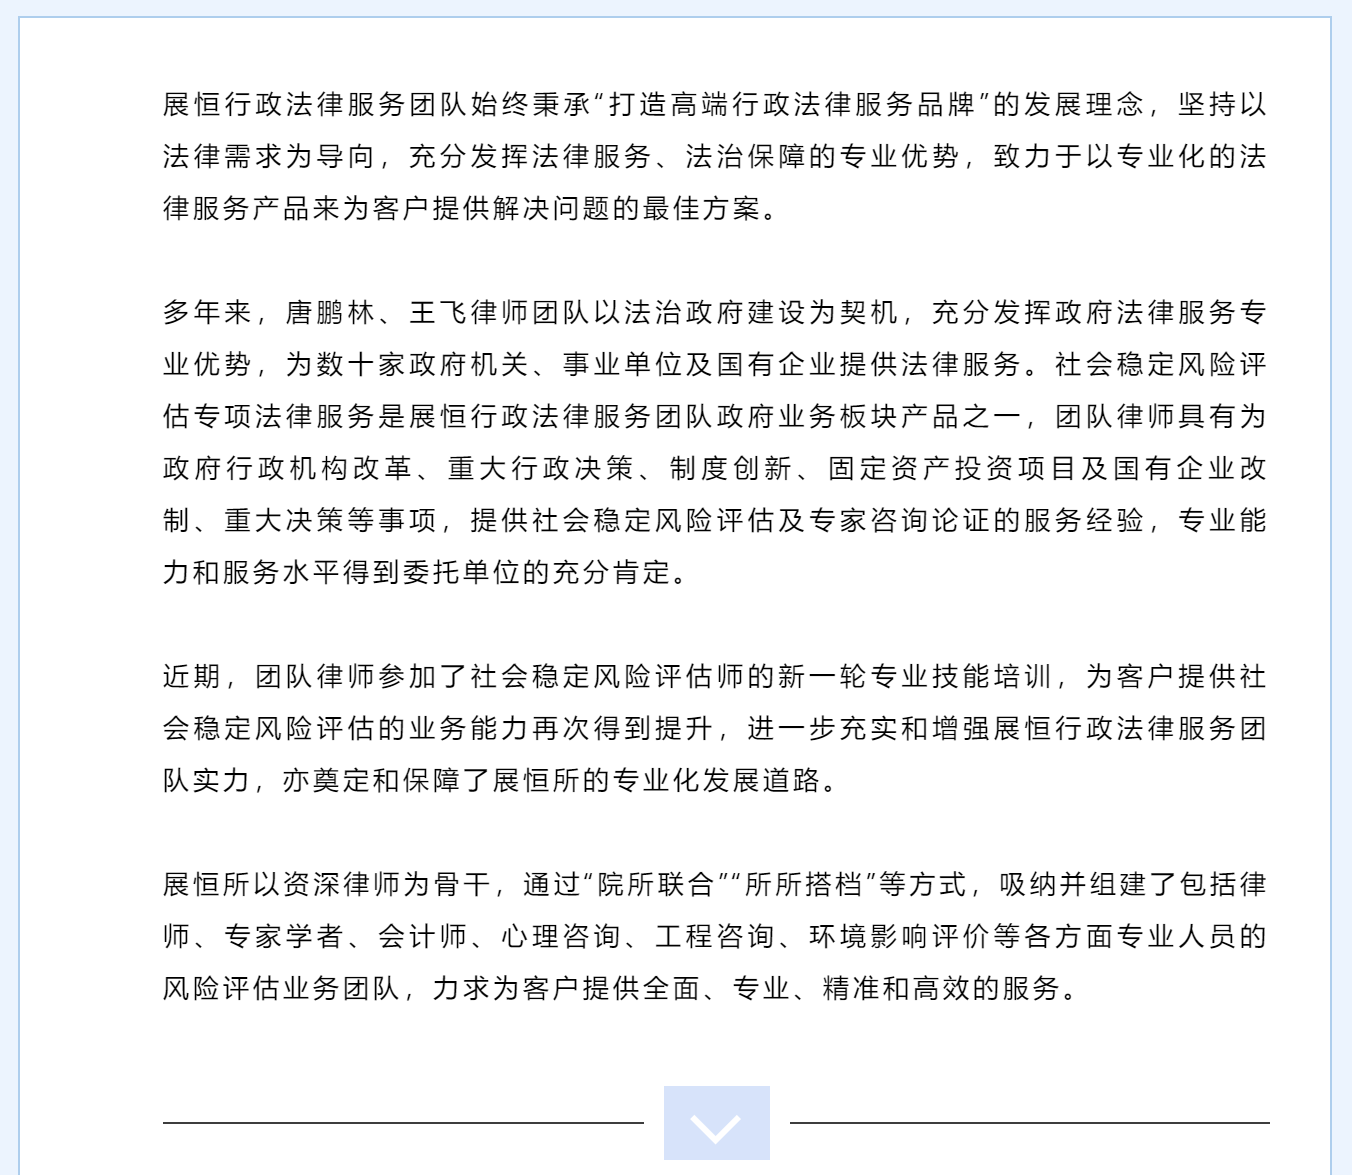 展恒行政法律服务团队始终秉承“打造高端行政法律服务品牌”的发展理念，坚持以
法律需求为导向，充分发挥法律服务、法治保障的专业优势，致力于以专业化的法
律服务产品来为客户提供解决问题的最佳方案。
多年来，唐鹏林、王飞律师团队以法治政府建设为契机，充分发挥政府法律服务专
业优势，为数十家政府机关、事业单位及国有企业提供法律服务。社会稳定风险评
估专项法律服务是展恒行政法律服务团队政府业务板块产品之一，团队律师具有为
政府行政机构改革、重大行政决策、制度创新、固定资产投资项目及国有企业改
制、重大决策等事项，提供社会稳定风险评估及专家咨询论证的服务经验，专业能
力和服务水平得到委托单位的充分肯定。
近期，团队律师参加了社会稳定风险评估师的新一轮专业技能培训，为客户提供社
会稳定风险评估的业务能力再次得到提升，进一步充实和增强展恒行政法律服务团
队实力，亦奠定和保障了展恒所的专业化发展道路。
展恒所以资深律师为骨干，通过“院所联合”“所所搭档”等方式，吸纳并组建了包括律
师、专家学者、会计师、心理咨询、工程咨询、环境影响评价等各方面专业人员的
风险评估业务团队，力求为客户提供全面、专业、精准和高效的服务。